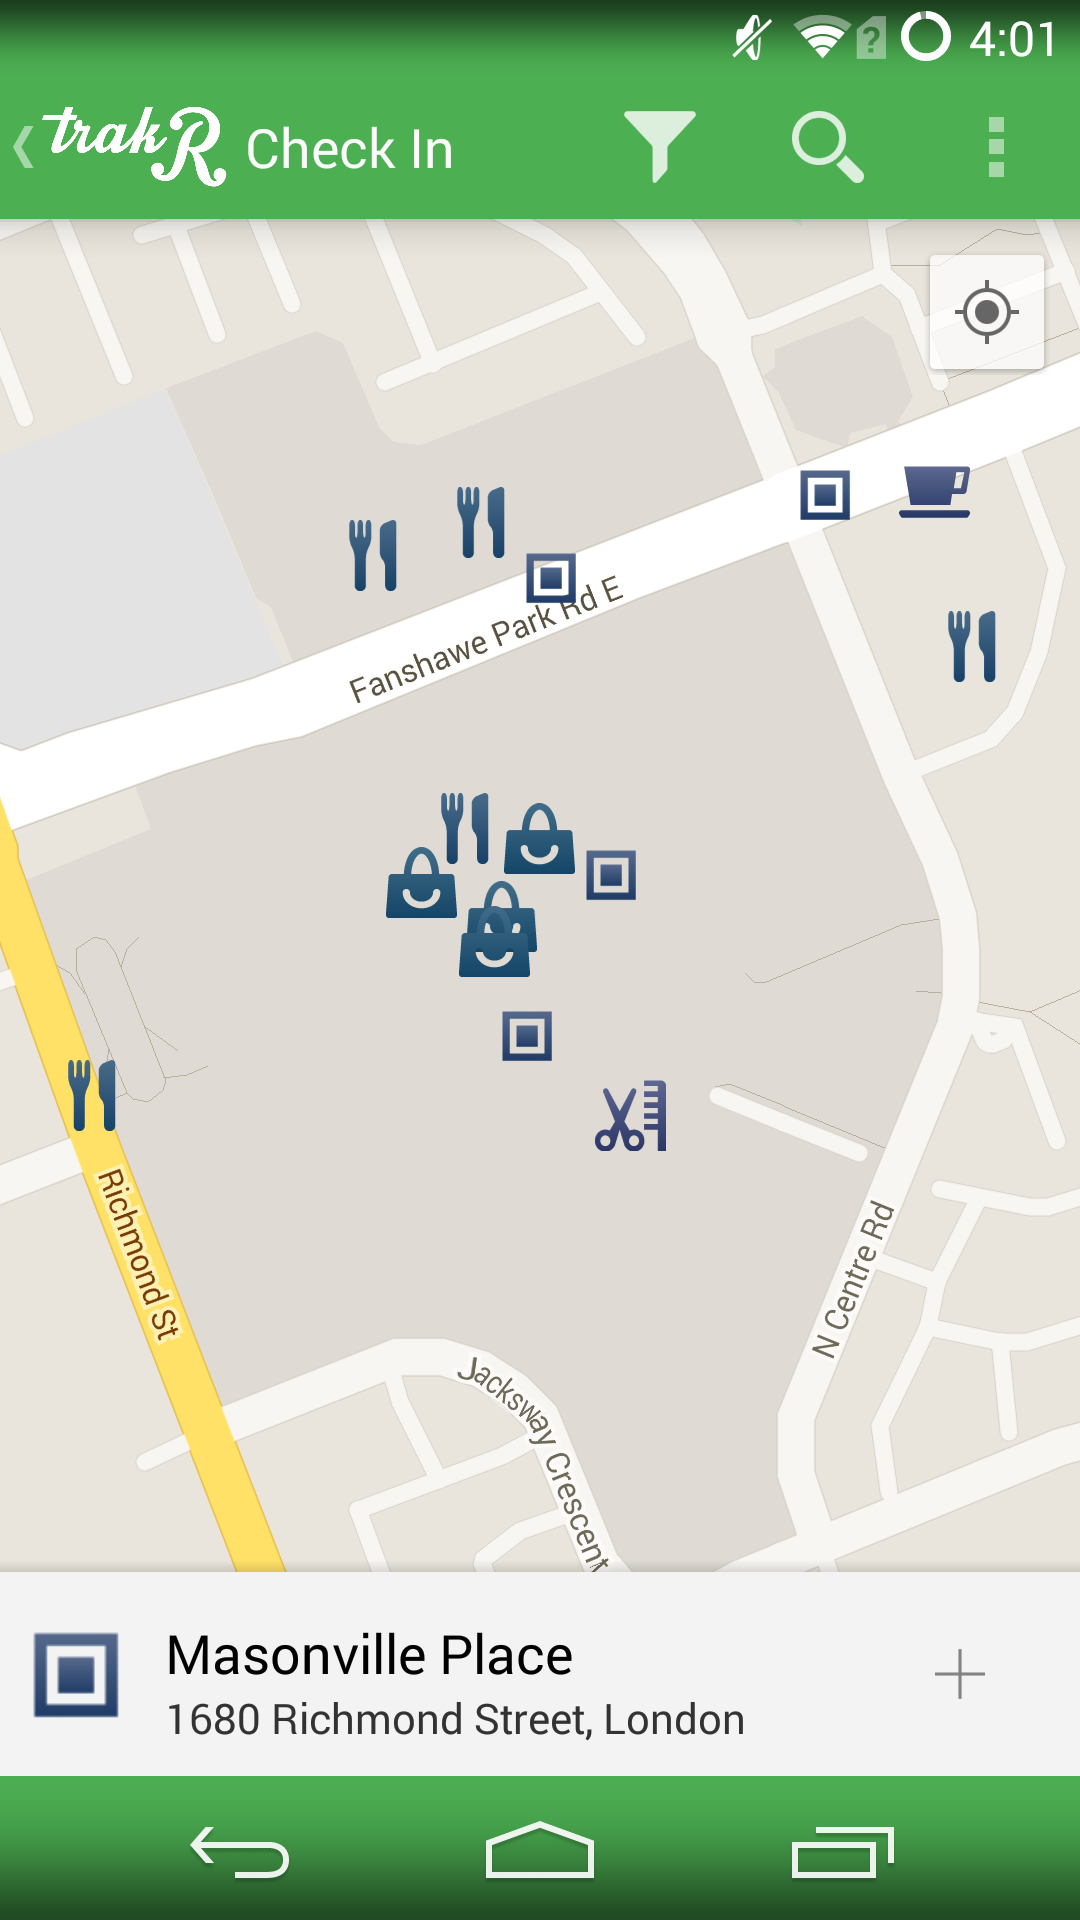 4:01
trakR Check In
Fanshawe Park Rd E
Richmond St
N Centre Rd
Jacksway Crescent
Masonville Place
1680 Richmond Street, London